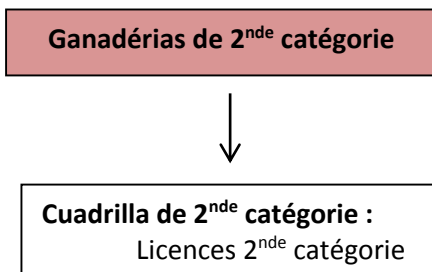 Ganadérias de 2nde catégorie
Cuadrilla de 2nde catégorie :
Licences 2nde catégorie